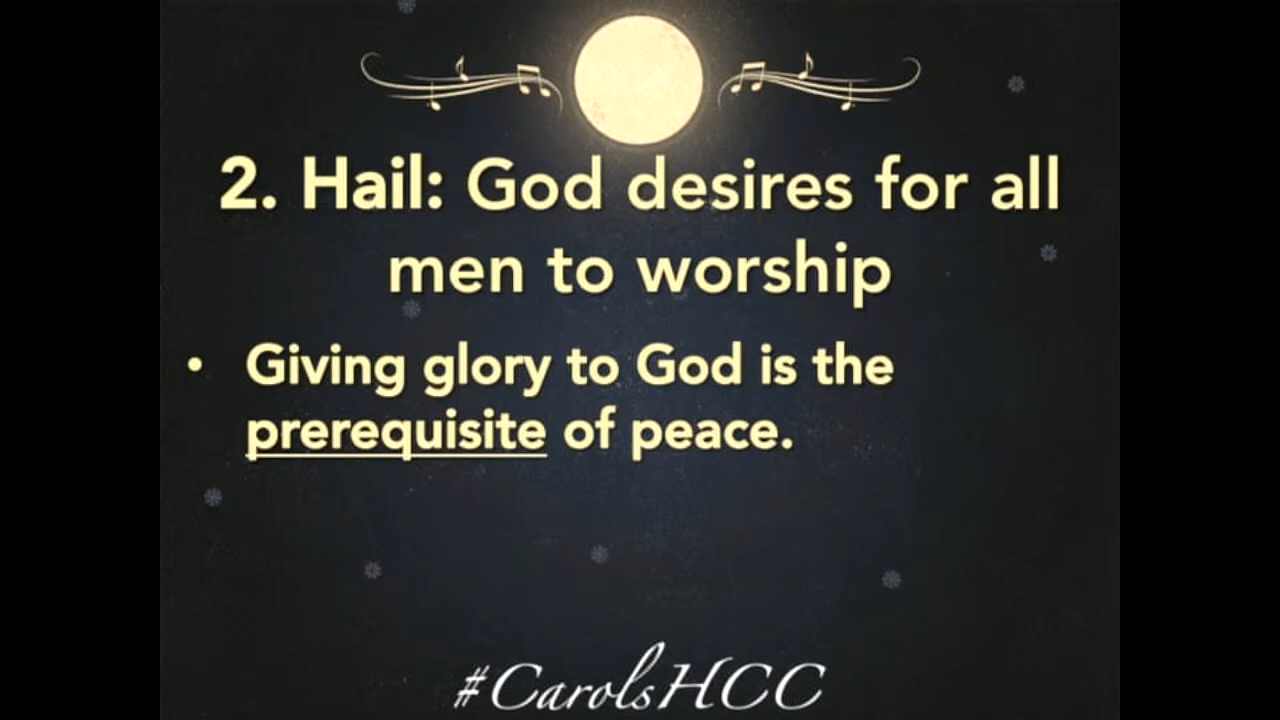 2. Hail: God desires for all
men to worship
• Giving glory to God is the
prerequisite of peace.
#CarolsHCC